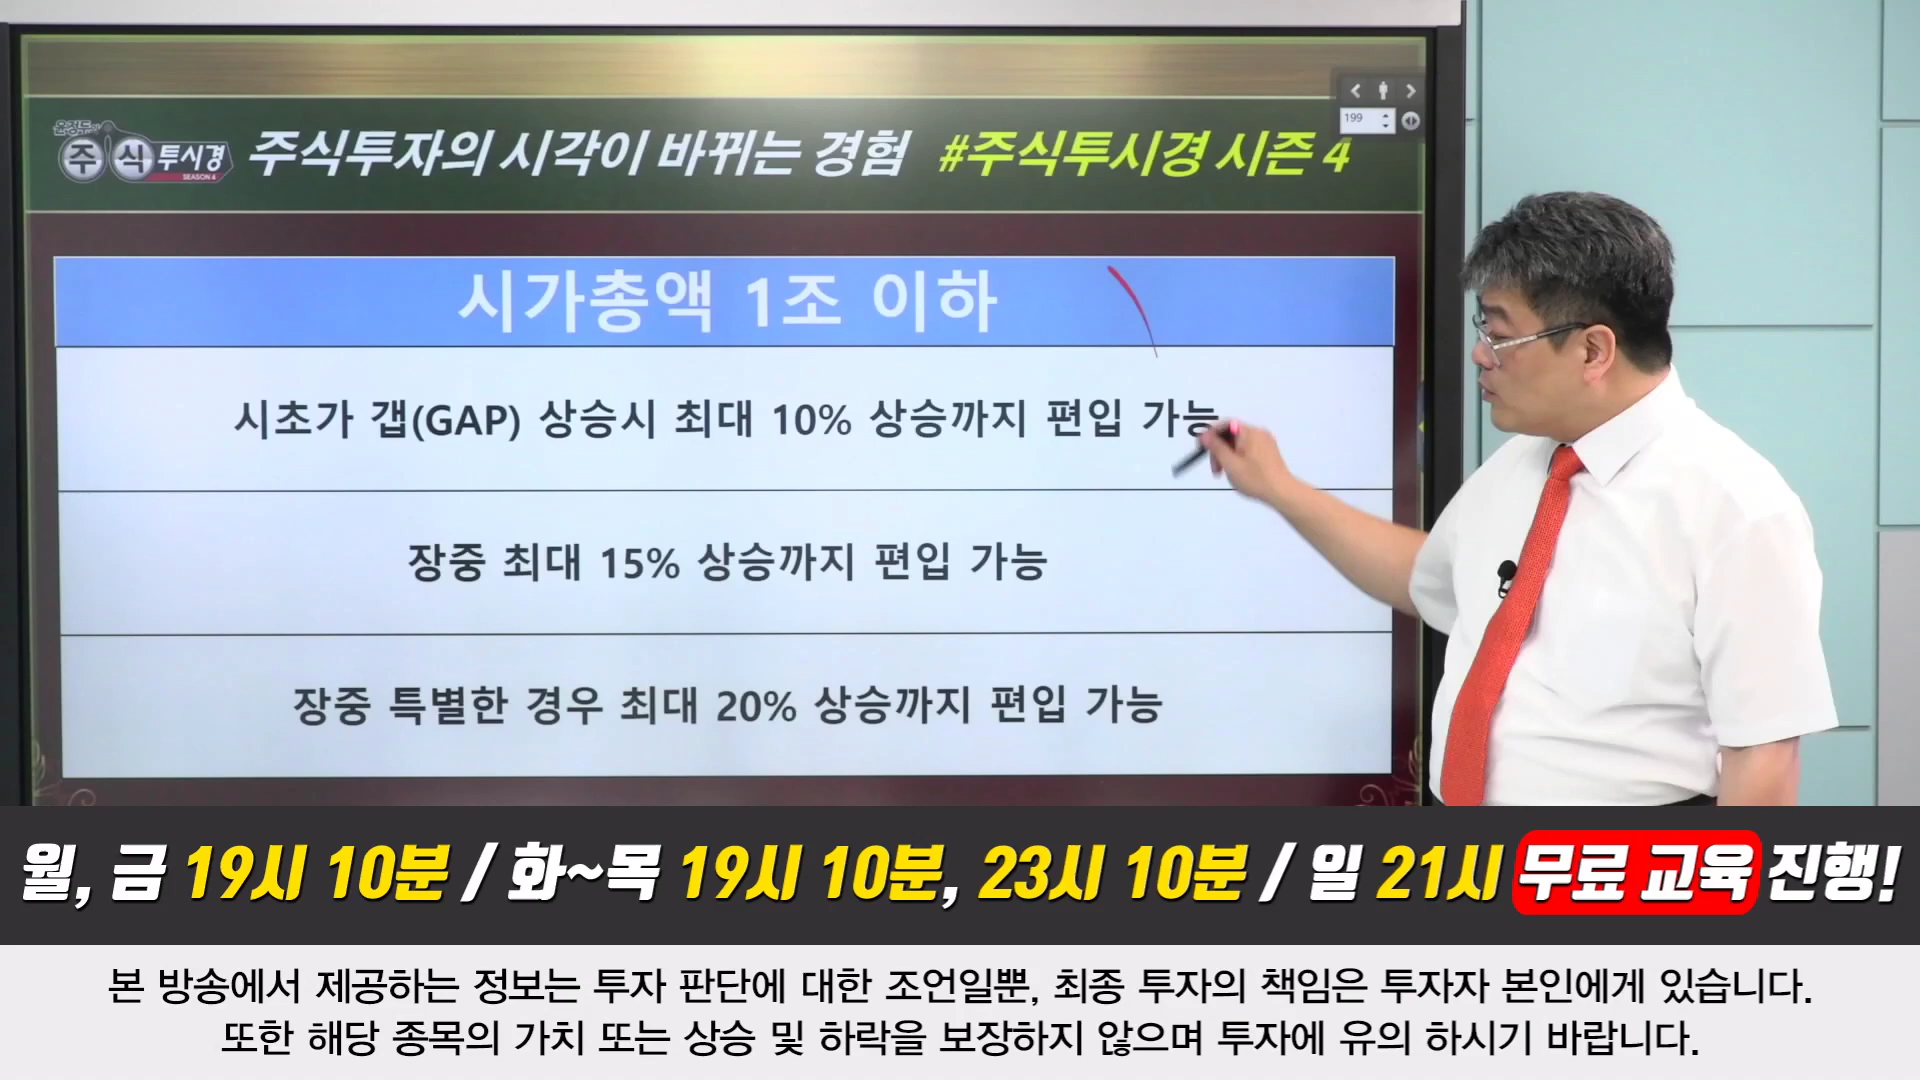 윤정두의
주식투시경
SEASON 4
주식투자의 시각이 바뀌는 경험 #주식투시경 시즌 4
199
시가총액 1조 이하
시초가 갭(GAP) 상승시 최대 10% 상승까지 편입 가능
장중 최대 15% 상승까지 편입 가능
장중 특별한 경우 최대 20% 상승까지 편입 가능
월, 금 19시 10분 / 화~목 19시 10분, 23시 10분 / 일 21시 무료 교육 진행!
본 방송에서 제공하는 정보는 투자 판단에 대한 조언일뿐, 최종 투자의 책임은 투자자 본인에게 있습니다.
또한 해당 종목의 가치 또는 상승 및 하락을 보장하지 않으며 투자에 유의 하시기 바랍니다.